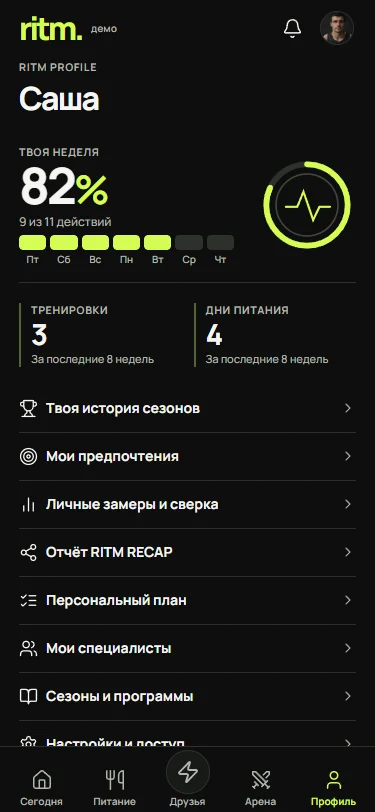 ritm. демо
RITM PROFILE
Саша
ТВОЯ НЕДЕЛЯ
82%
9 из 11 действий
Пт Сб Вс Пн Вт Ср Чт
ТРЕНИРОВКИ ДНИ ПИТАНИЯ
3 4
За последние 8 недель За последние 8 недель
Твоя история сезонов
Мои предпочтения
Личные замеры и сверка
Отчёт RITM RECAP
Персональный план
Мои специалисты
Сезоны и программы
Настройки и доступ
Сегодня Питание Друзья Арена Профиль